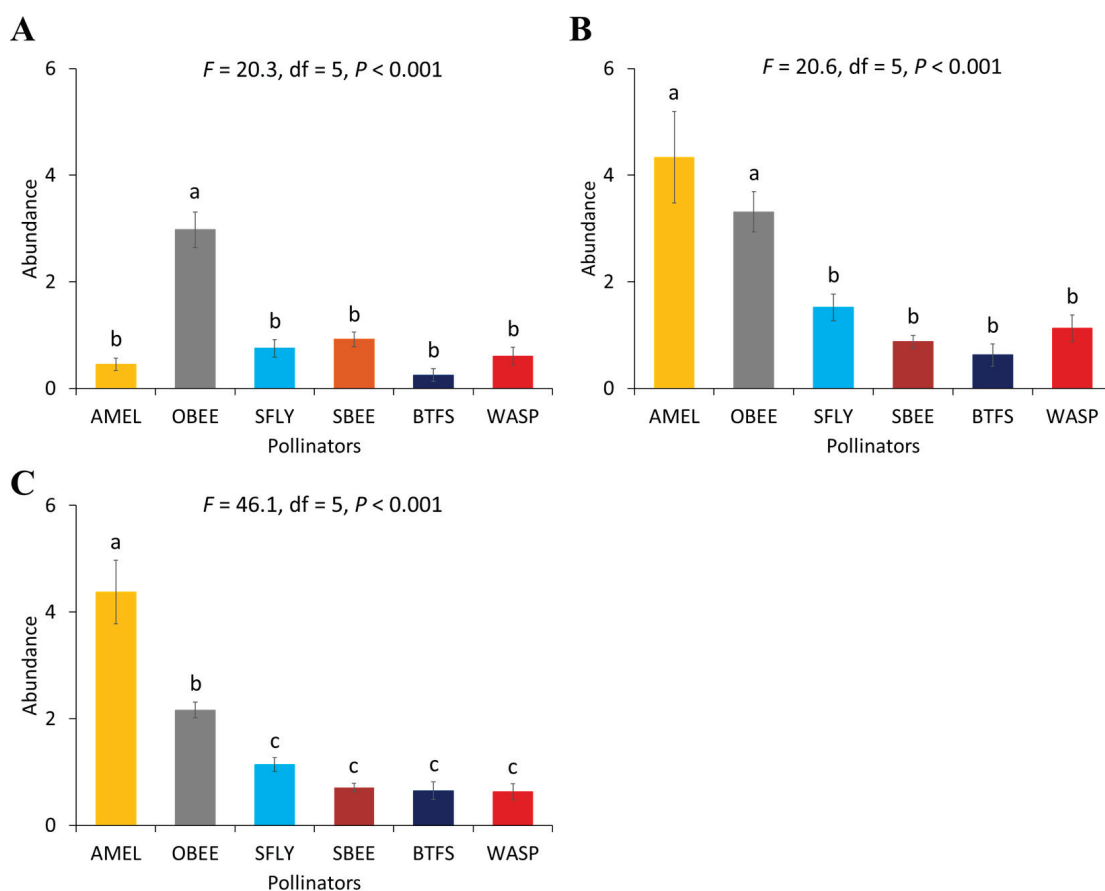 A
F = 20.3, df = 5, P < 0.001
6
4
2
0
Abundance
a
b
b
b
b
b
AMEL OBEE SFLY SBEE BTFS WASP
Pollinators
B
F = 20.6, df = 5, P < 0.001
6
4
2
0
Abundance
a
a
b
b
b
b
AMEL OBEE SFLY SBEE BTFS WASP
Pollinators
C
F = 46.1, df = 5, P < 0.001
6
4
2
0
Abundance
a
b
c
c
c
c
AMEL OBEE SFLY SBEE BTFS WASP
Pollinators